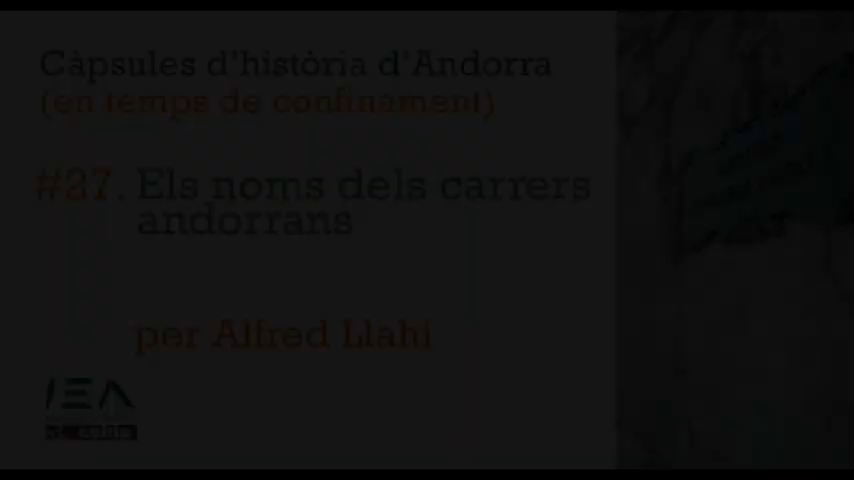 Càpsules d'història d'Andorra
(en temps de confinament)
#27. Els noms dels carrers
andorrans
per Alfred Llahí
IEA